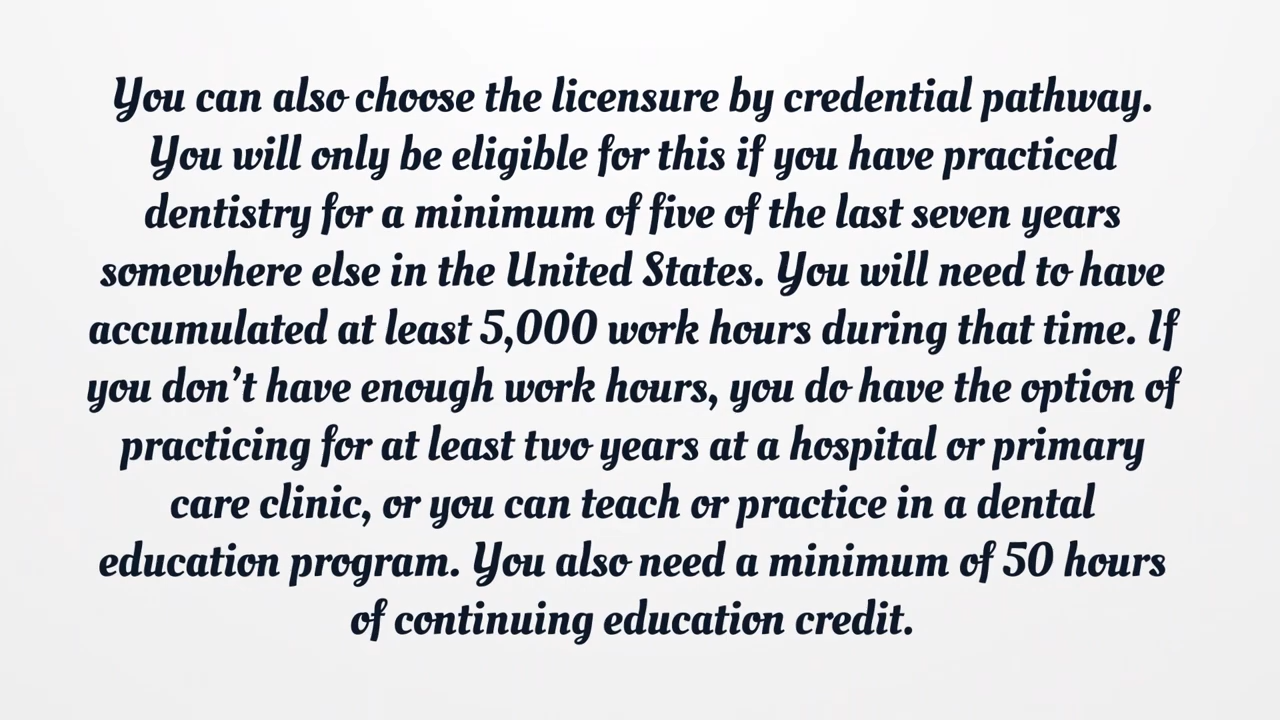 You can also choose the licensure by credential pathway.
You will only be eligible for this if you have practiced
dentistry for a minimum of five of the last seven years
somewhere else in the United States. You will need to have
accumulated at least 5,000 work hours during that time. If
you don’t have enough work hours, you do have the option of
practicing for at least two years at a hospital or primary
care clinic, or you can teach or practice in a dental
education program. You also need a minimum of 50 hours
of continuing education credit.